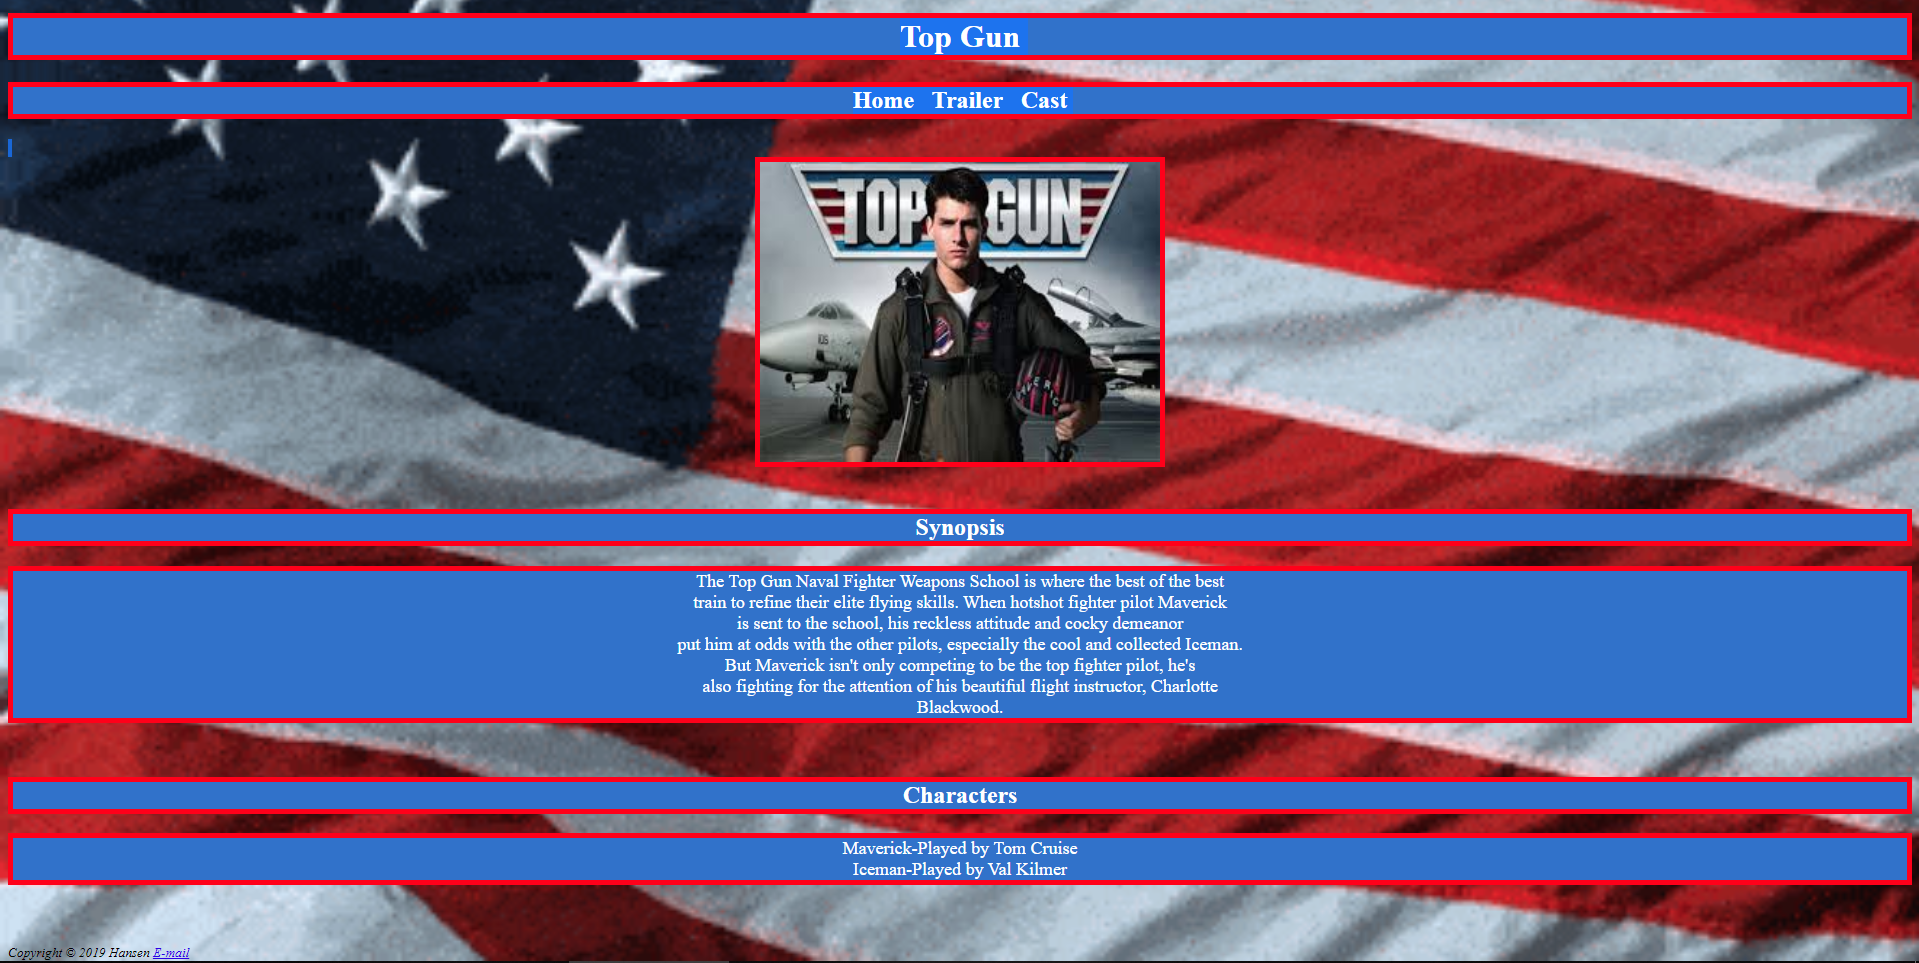 Top Gun
Home Trailer Cast
TOP GUN
105
MAVERICK
Synopsis
The Top Gun Naval Fighter Weapons School is where the best of the best
train to refine their elite flying skills. When hotshot fighter pilot Maverick
is sent to the school, his reckless attitude and cocky demeanor
put him at odds with the other pilots, especially the cool and collected Iceman.
But Maverick isn't only competing to be the top fighter pilot, he's
also fighting for the attention of his beautiful flight instructor, Charlotte
Blackwood.
Characters
Maverick-Played by Tom Cruise
Iceman-Played by Val Kilmer
Copyright © 2019 Hansen E-mail